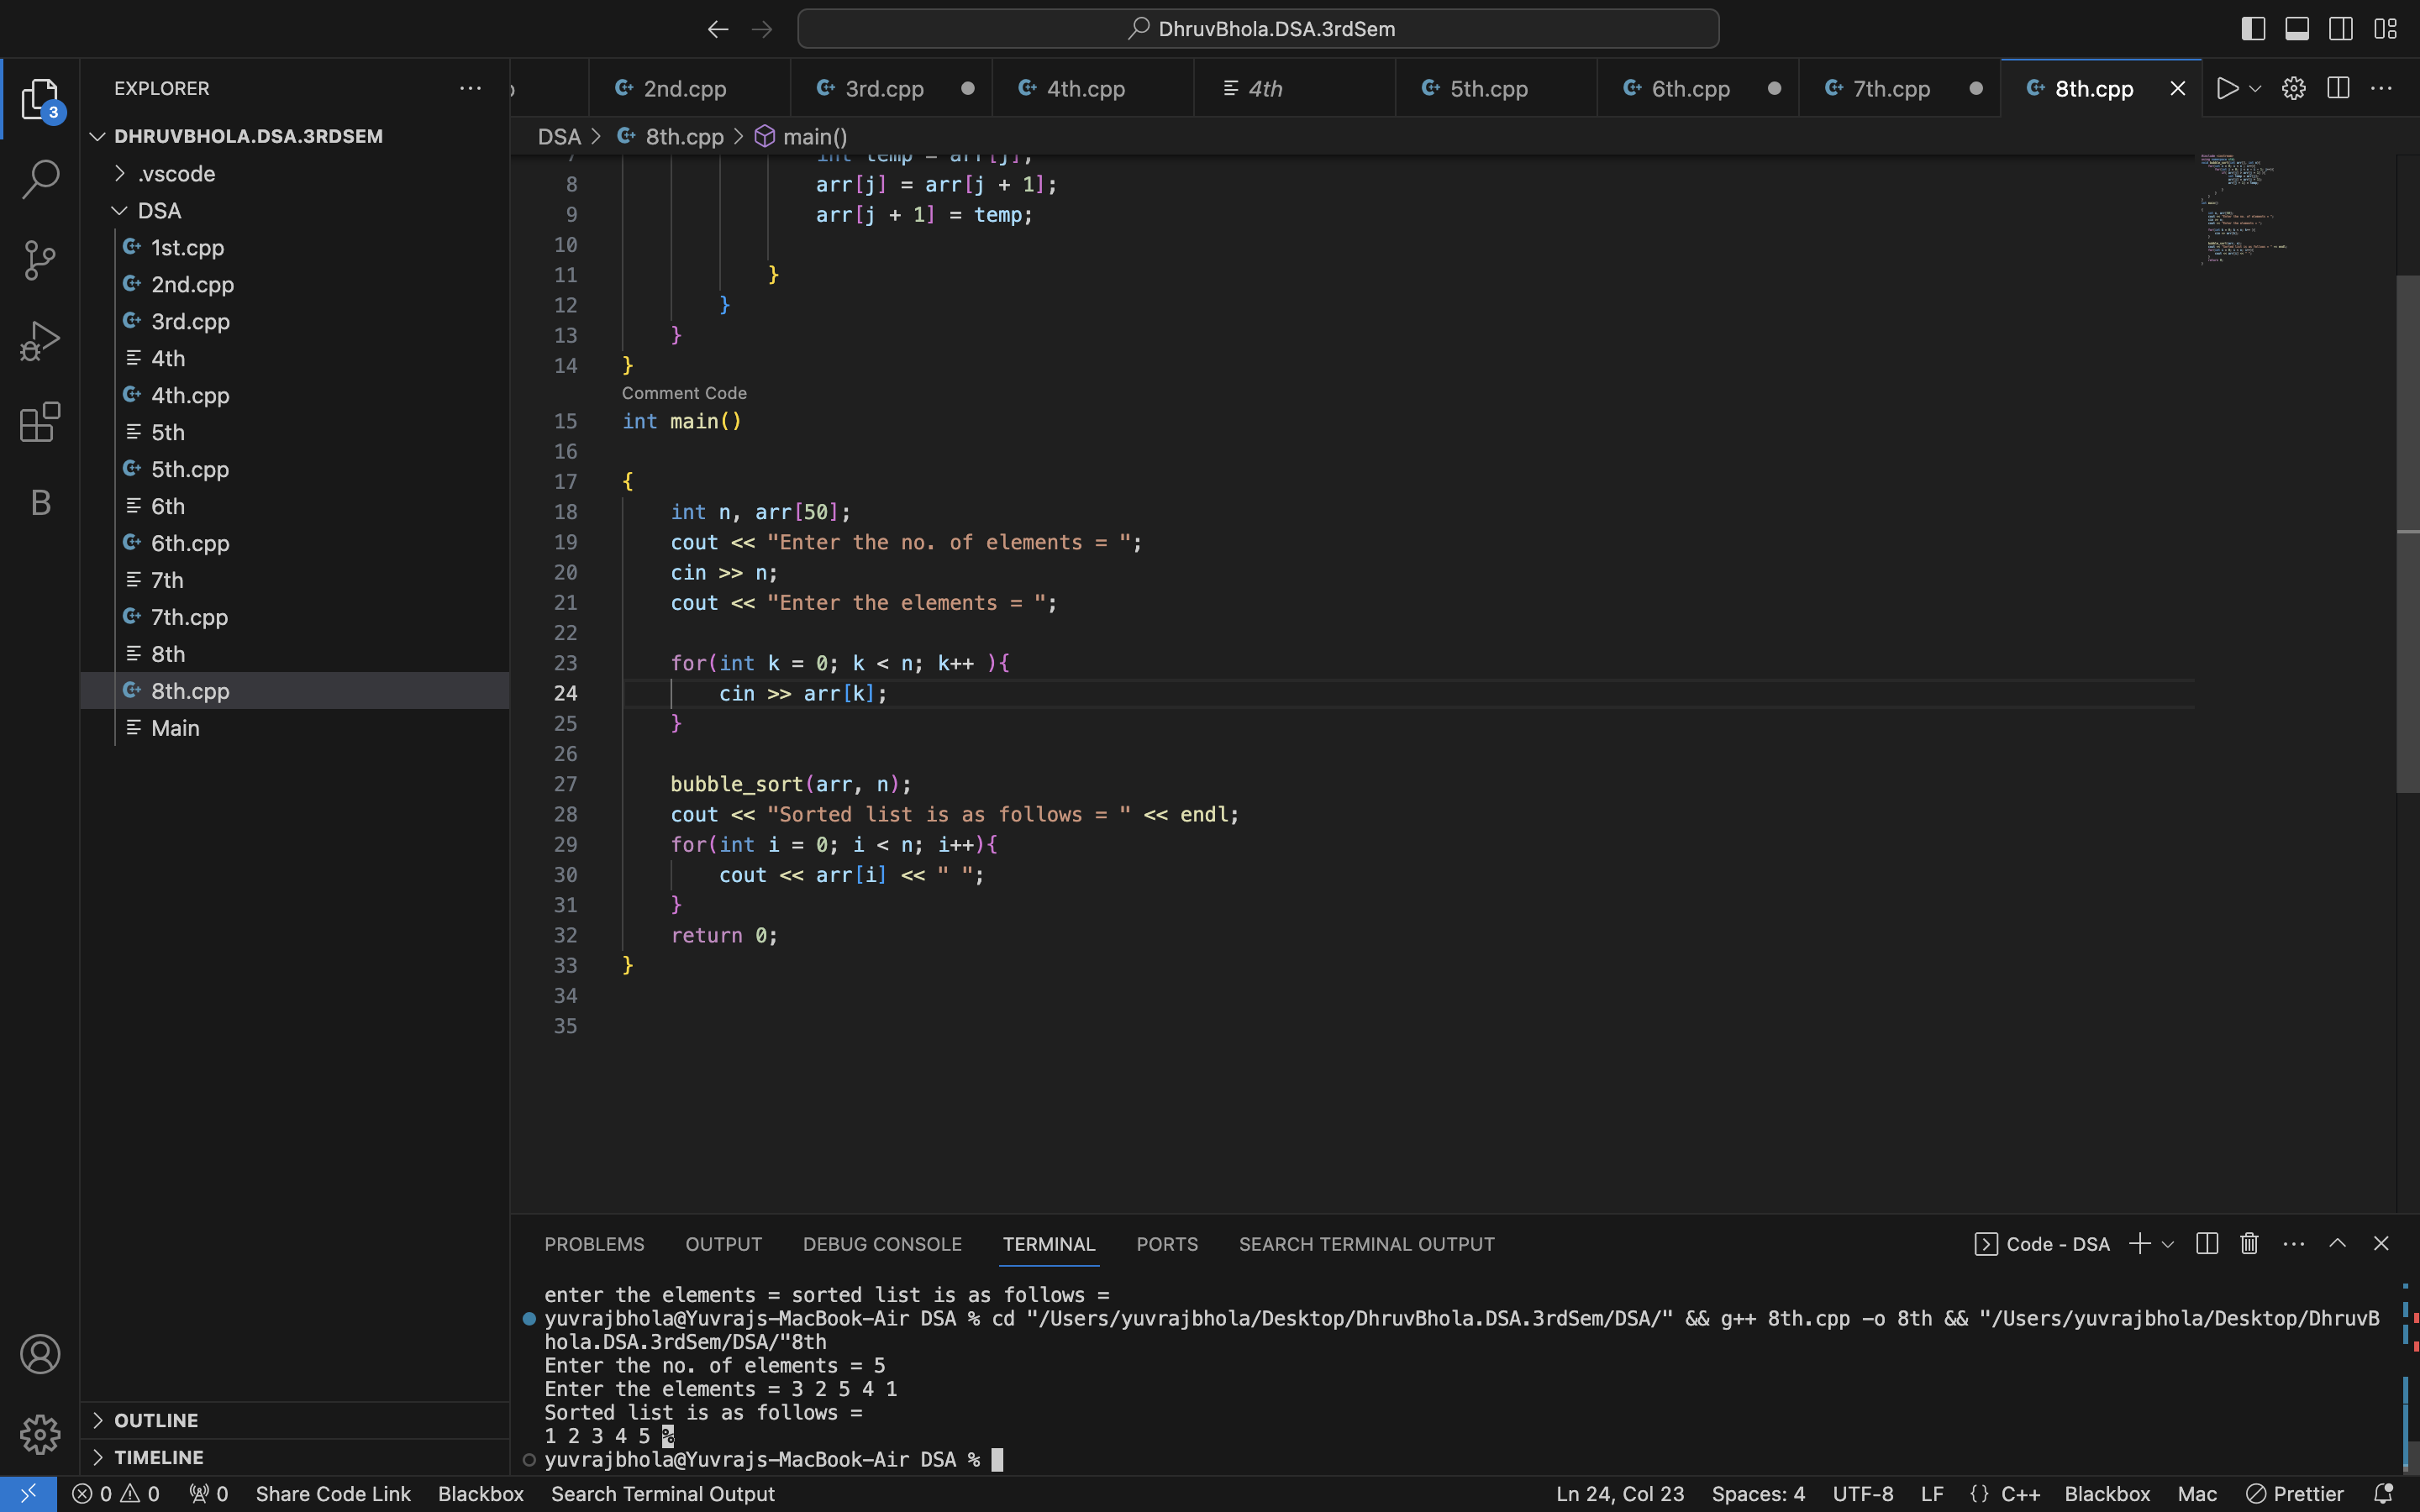 DhruvBhola.DSA.3rdSem
EXPLORER
2nd.cpp
3rd.cpp
4th.cpp
4th
5th.cpp
6th.cpp
7th.cpp
8th.cpp
3
DHRUVBHOLA.DSA.3RDSEM
.vscode
DSA
1st.cpp
2nd.cpp
3rd.cpp
4th
4th.cpp
5th
5th.cpp
6th
6th.cpp
7th
7th.cpp
8th
8th.cpp
Main
B
OUTLINE
TIMELINE
DSA > 8th.cpp > main()
7 int temp = arr[j];
8 arr[j] = arr[j + 1];
9 arr[j + 1] = temp;
10
11 }
12 }
13 }
14 }
Comment Code
15 int main()
16
17 {
18 int n, arr[50];
19 cout << "Enter the no. of elements = ";
20 cin >> n;
21 cout << "Enter the elements = ";
22
23 for(int k = 0; k < n; k++ ){
24 cin >> arr[k];
25 }
26
27 bubble_sort(arr, n);
28 cout << "Sorted list is as follows = " << endl;
29 for(int i = 0; i < n; i++){
30 cout << arr[i] << " ";
31 }
32 return 0;
33 }
34
35
PROBLEMS OUTPUT DEBUG CONSOLE TERMINAL PORTS SEARCH TERMINAL OUTPUT
Code - DSA
enter the elements = sorted list is as follows =
yuvrajbhola@Yuvrajs-MacBook-Air DSA % cd "/Users/yuvrajbhola/Desktop/DhruvBhola.DSA.3rdSem/DSA/" && g++ 8th.cpp -o 8th && "/Users/yuvrajbhola/Desktop/DhruvB
hola.DSA.3rdSem/DSA/"8th
Enter the no. of elements = 5
Enter the elements = 3 2 5 4 1
Sorted list is as follows =
1 2 3 4 5 %
yuvrajbhola@Yuvrajs-MacBook-Air DSA %
0 0 0 Share Code Link Blackbox Search Terminal Output Ln 24, Col 23 Spaces: 4 UTF-8 LF {} C++ Blackbox Mac Prettier